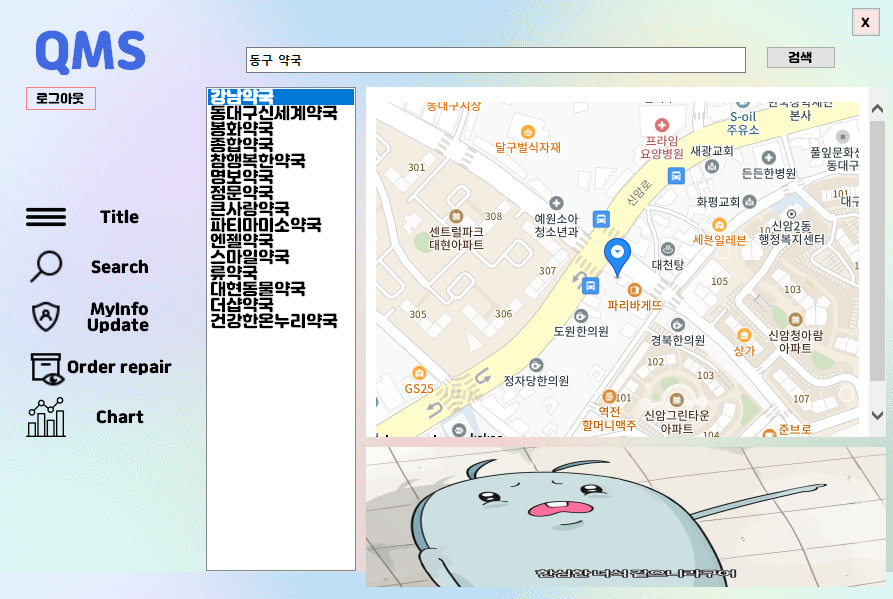 X
QMS
동구 약국
검색
로그아웃
Title
Search
MyInfo
Update
Order repair
Chart
강남약국
동대구신세계약국
봉화약국
종합약국
참행복한약국
명보약국
정문약국
큰사랑약국
파티마미소약국
엔젤약국
스마일약국
류약국
대현동물약국
더샵약국
건강한온누리약국
동대구시장
달구벌식자재
프라임
요양병원
S-oil
주유소
본사
새광교회
든든한병원
풀잎문화센
동대구
301
308
예원소아
청소년과
신암로
화평교회
101
대구
센트럴파크
대현아파트
세븐일레븐
신암2동
행정복지센터
307
대천탕
105
103
305
306
파리바게뜨
도원한의원
경북한의원
상가
신암청아람
아파트
102
103
GS25
정자당한의원
101
107
역전
할머니맥주
신암그린타운
아파트
104
준브로
한심한 녀석 같으니라구어